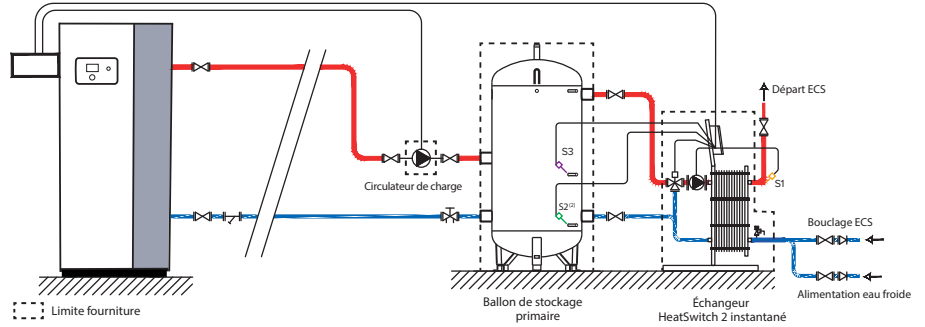 Départ ECS
S3
Circulateur de charge
S1
S2 (2)
Bouclage ECS
Alimentation eau froide
Limite fourniture
Ballon de stockage
primaire
Échangeur
HeatSwitch 2 instantané